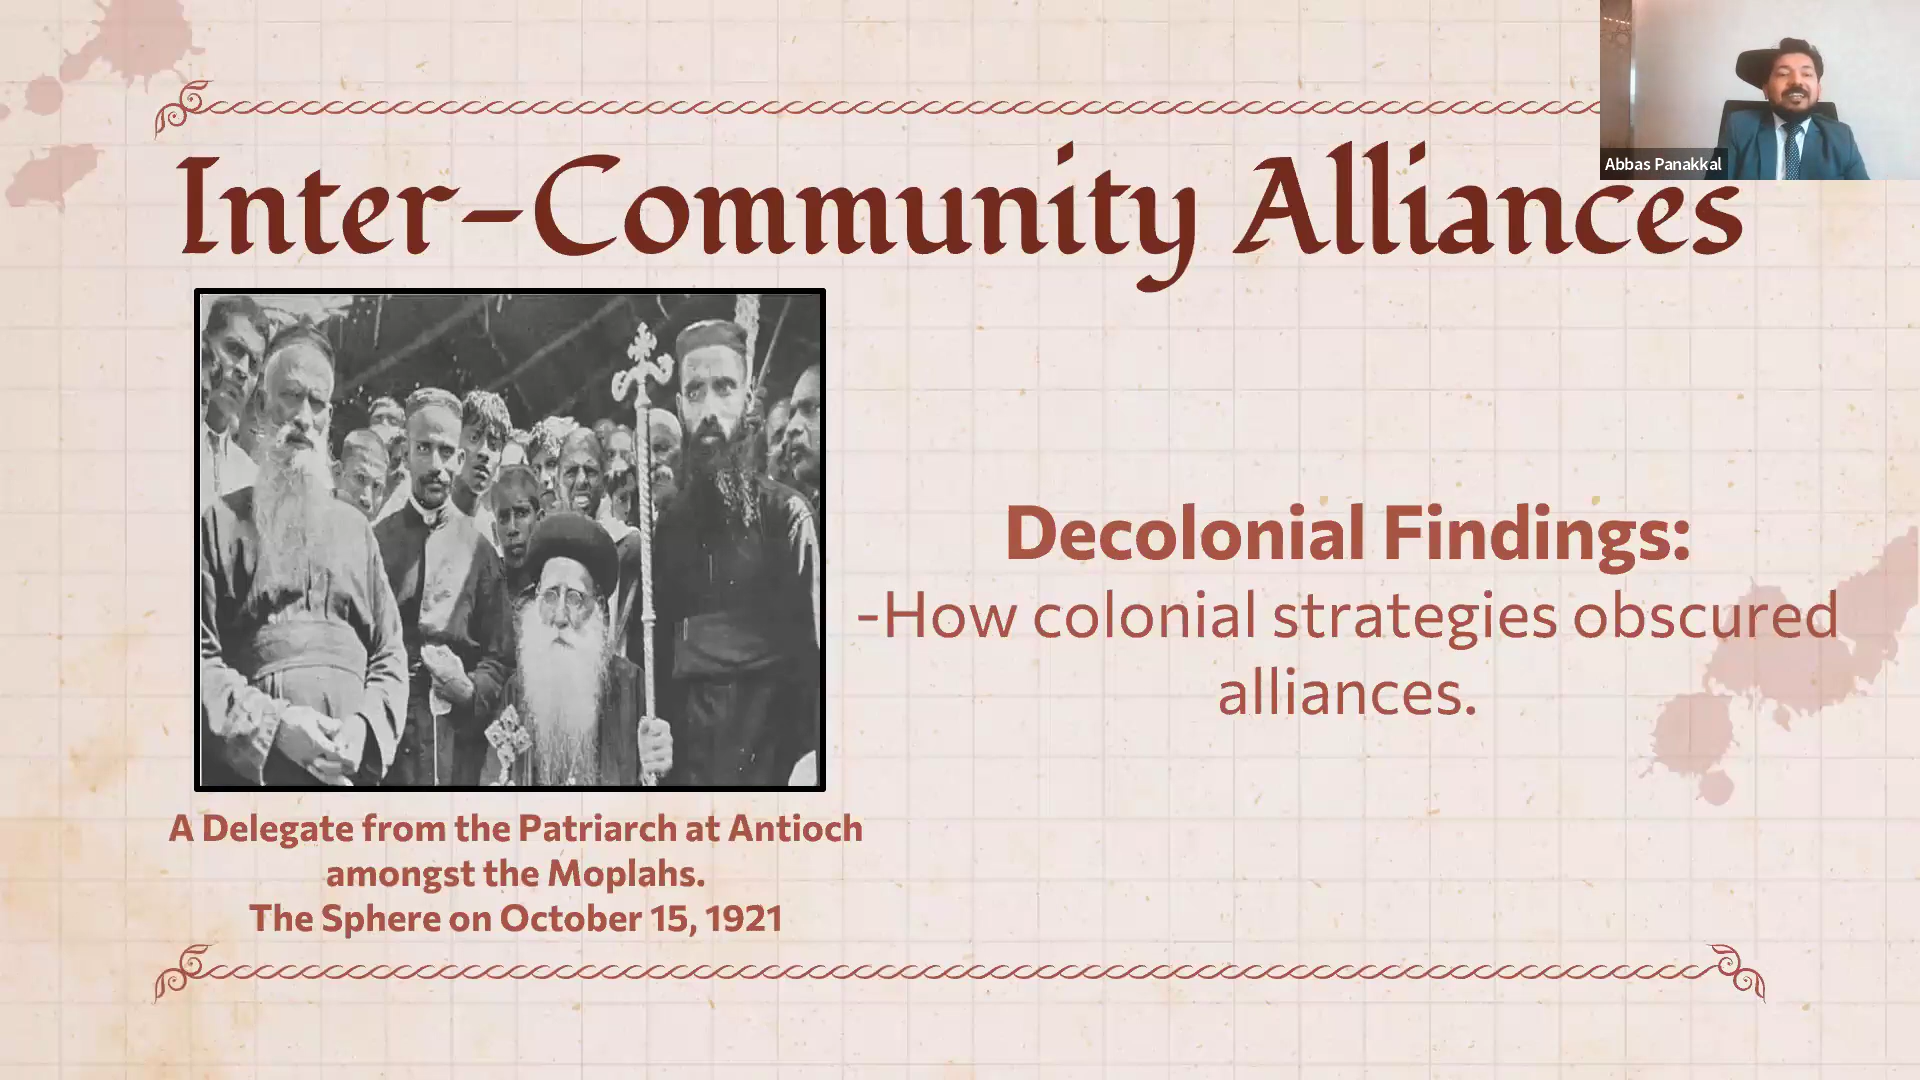 Abbas Panakkal
Inter-Community Alliances
Decolonial Findings:
-How colonial strategies obscured
alliances.
A Delegate from the Patriarch at Antioch
amongst the Moplahs.
The Sphere on October 15, 1921